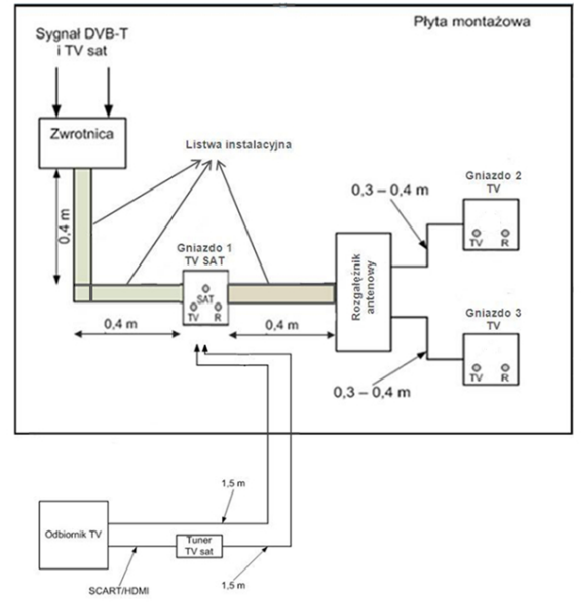 Płyta montażowa
Sygnał DVB-T
i TV sat
Zwrotnica
Listwa instalacyjna
0,4 m
Gniazdo 1
TV SAT
SAT
TV R
0,4 m
0,4 m
Rozgałęźnik
antenowy
0,3 – 0,4 m
Gniazdo 2
TV
TV R
Gniazdo 3
TV
TV R
0,3 – 0,4 m
1,5 m
Odbiornik TV
Tuner
TV sat
SCART/HDMI
1,5 m